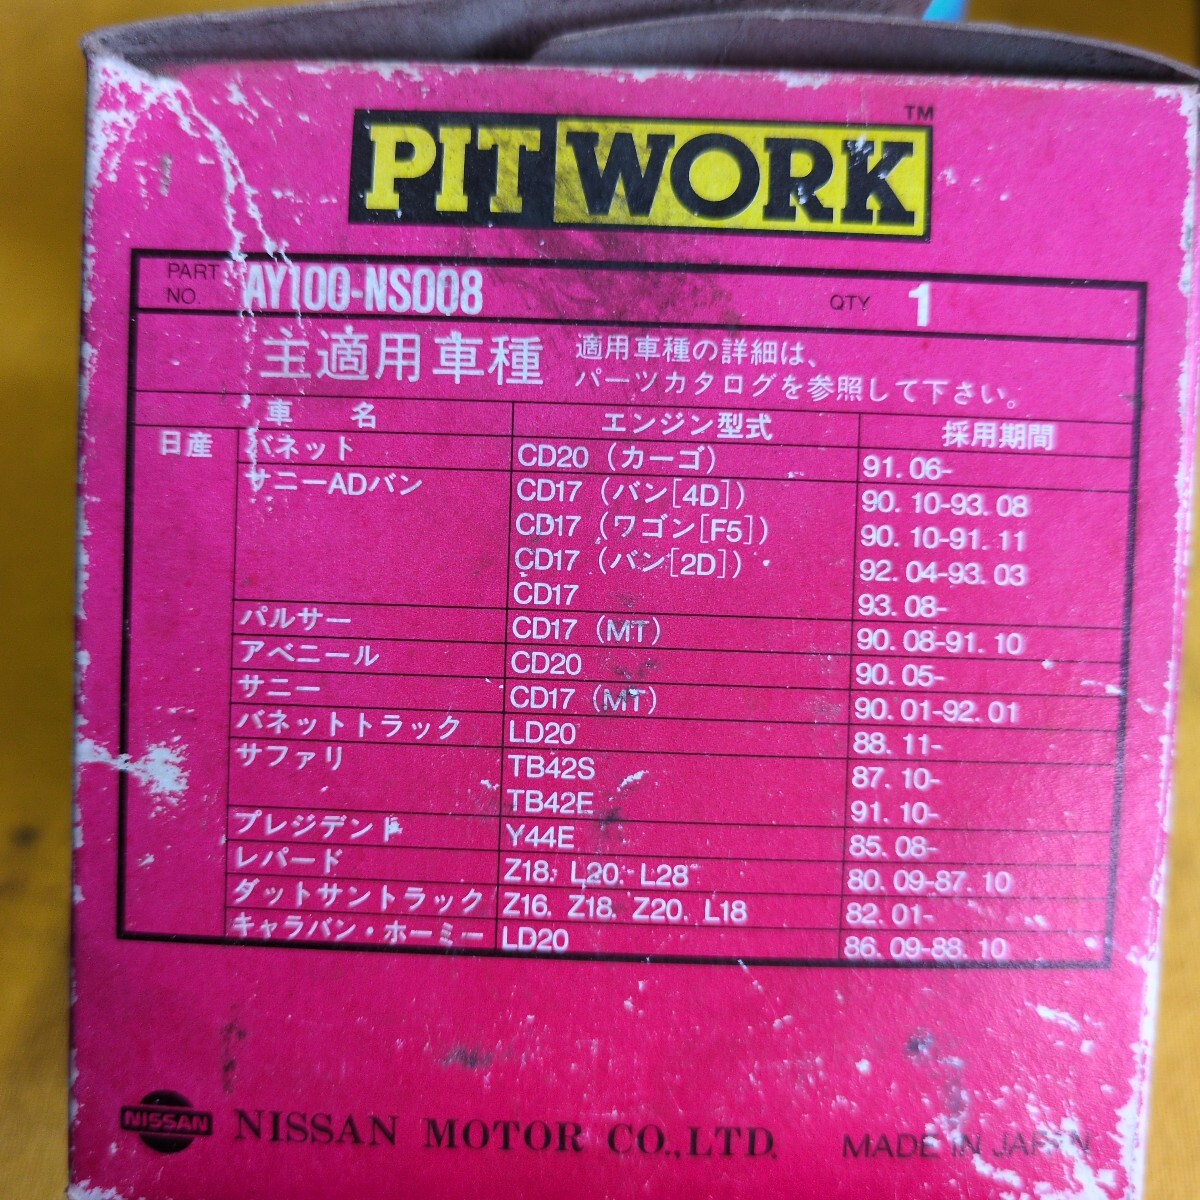 PIT WORK™
PART NO. AY100-NS008 QTY 1
主適用車種 適用車種の詳細は、
パーツカタログを参照して下さい。
車 名 エンジン型式 採用期間
日産 バネット CD20 (カーゴ) 91. 06-
サニーADバン CD17 (バン[4D]) 90. 10-93. 08
CD17 (ワゴン[F5]) 90. 10-91. 11
CD17 (バン[2D]) 92. 04-93. 03
CD17 93. 08-
パルサー CD17 (MT) 90. 08-91. 10
アベニール CD20 90. 05-
サニー CD17 (MT) 90. 01-92. 01
バネットトラック LD20 88. 11-
サファリ TB42S 87. 10-
TB42E 91. 10-
プレジデント Y44E 85. 08-
レパード Z18. L20. L28 80. 09-87. 10
ダットサントラック Z16. Z18. Z20. L18 82. 01-
キャラバン・ホーミー LD20 86. 09-88. 10
NISSAN NISSAN MOTOR CO.,LTD. MADE IN JAPAN